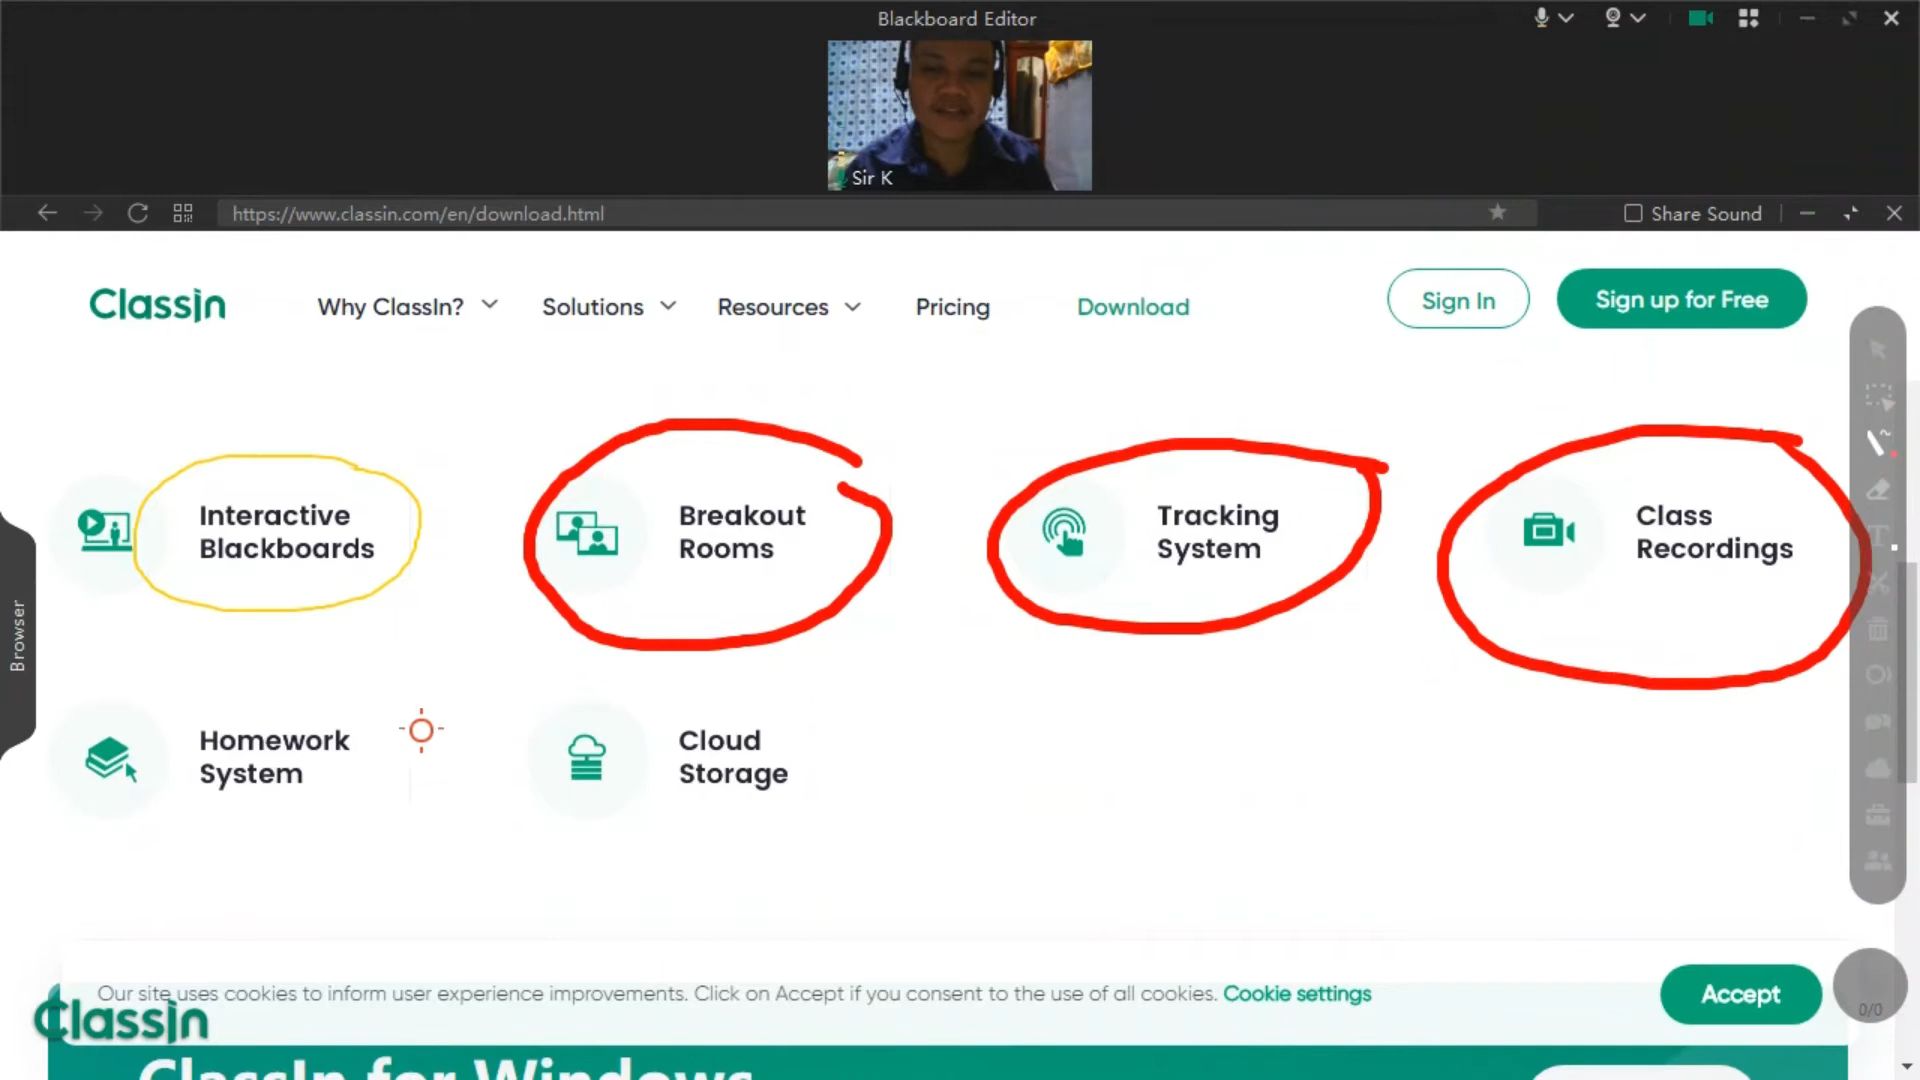 Blackboard Editor
Sir K
https://www.classin.com/en/download.html
Share Sound
ClassIn
Why ClassIn?
Solutions
Resources
Pricing
Download
Sign In
Sign up for Free
Interactive
Blackboards
Breakout
Rooms
Tracking
System
Class
Recordings
Browser
Homework
System
Cloud
Storage
Our site uses cookies to inform user experience improvements. Click on Accept if you consent to the use of all cookies. Cookie settings
Accept
0/0
ClassIn
ClassIn for Windows